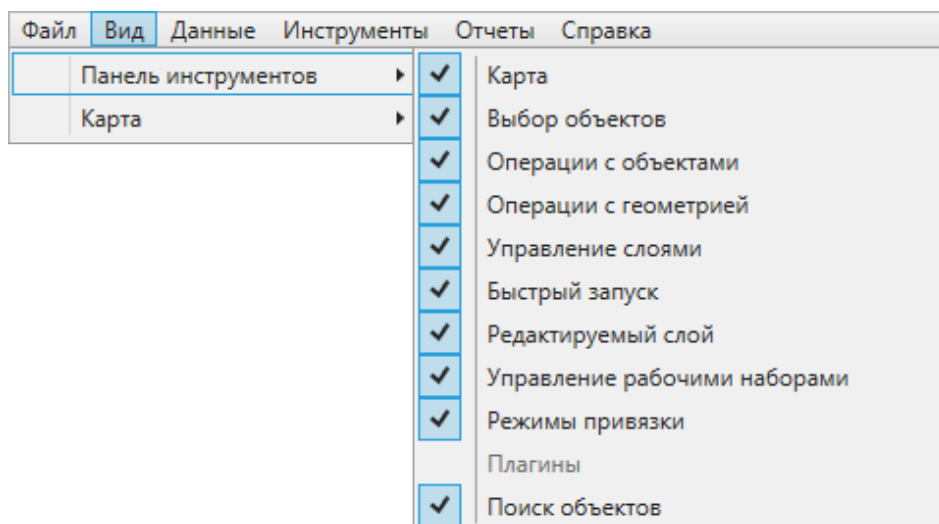 Файл Вид Данные Инструменты Отчеты Справка
Панель инструментов
Карта
Карта
Выбор объектов
Операции с объектами
Операции с геометрией
Управление слоями
Быстрый запуск
Редактируемый слой
Управление рабочими наборами
Режимы привязки
Плагины
Поиск объектов